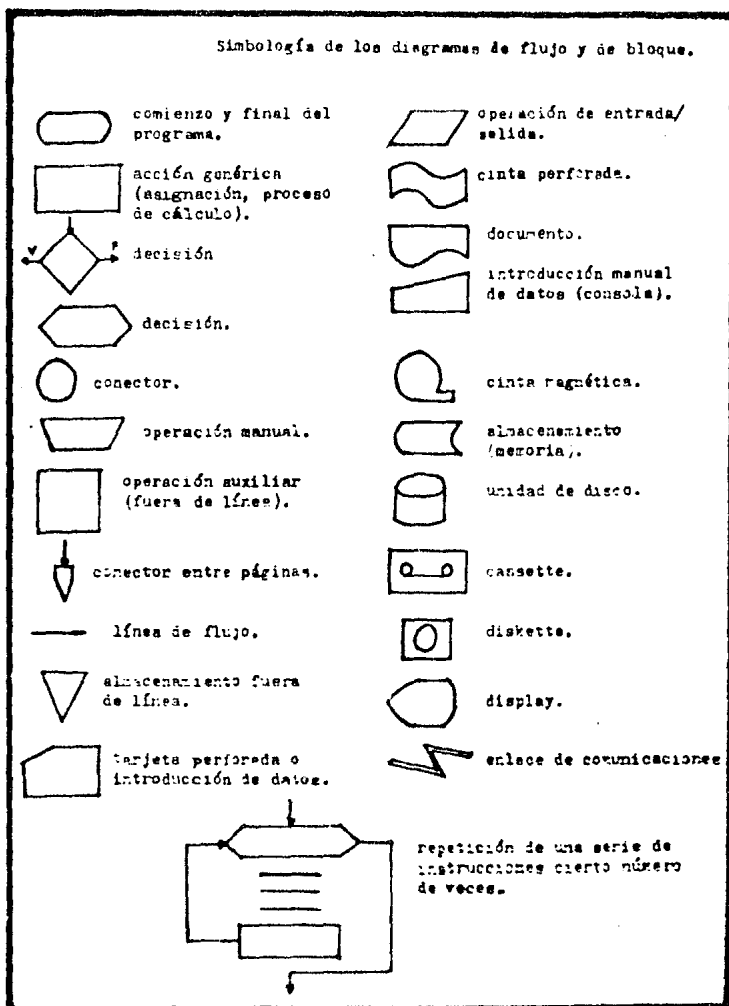 Simbología de los diagramas de flujo y de bloque.
comienzo y final del
programa.
acción genérica
(asignación, proceso
de cálculo).
V
F
decisión
decisión.
conector.
operación manual.
operación auxiliar
(fuera de línea).
conector entre páginas.
línea de flujo.
almacenamiento fuera
de línea.
tarjeta perforada o
introducción de datos.
operación de entrada/
salida.
cinta perforada.
documento.
introducción manual
de datos (consola).
cinta magnética.
almacenamiento
(memoria).
unidad de disco.
cassette.
diskette.
display.
enlace de comunicaciones
repetición de una serie de
instrucciones cierto número
de veces.